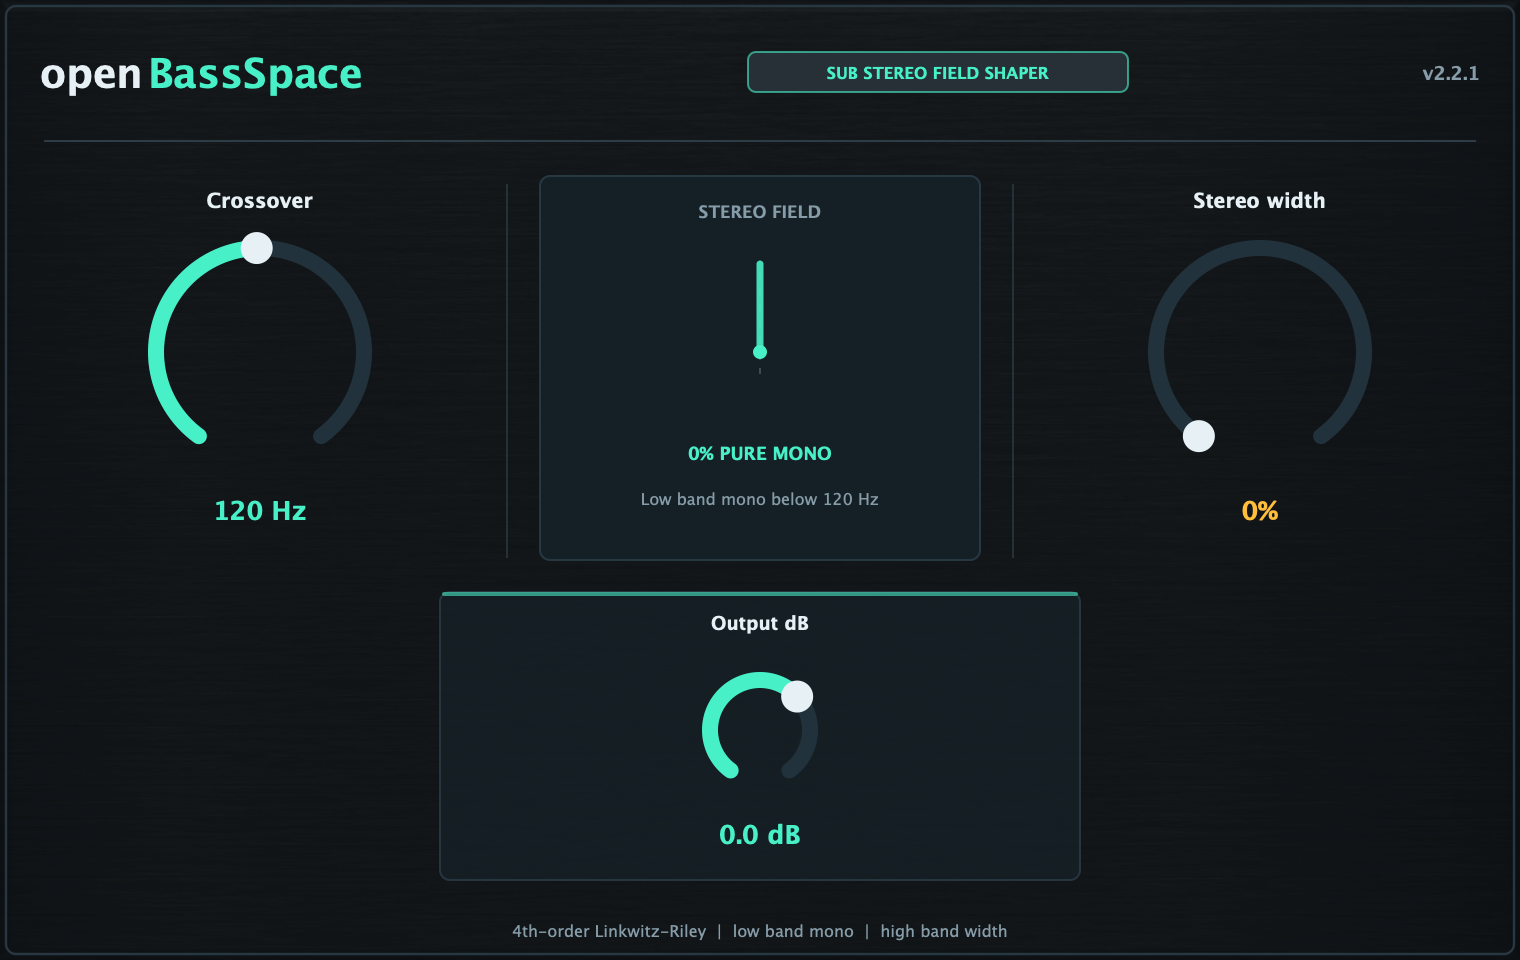 open BassSpace
SUB STEREO FIELD SHAPER
v2.2.1
Crossover
120 Hz
STEREO FIELD
0% PURE MONO
Low band mono below 120 Hz
Stereo width
0%
Output dB
0.0 dB
4th-order Linkwitz-Riley | low band mono | high band width